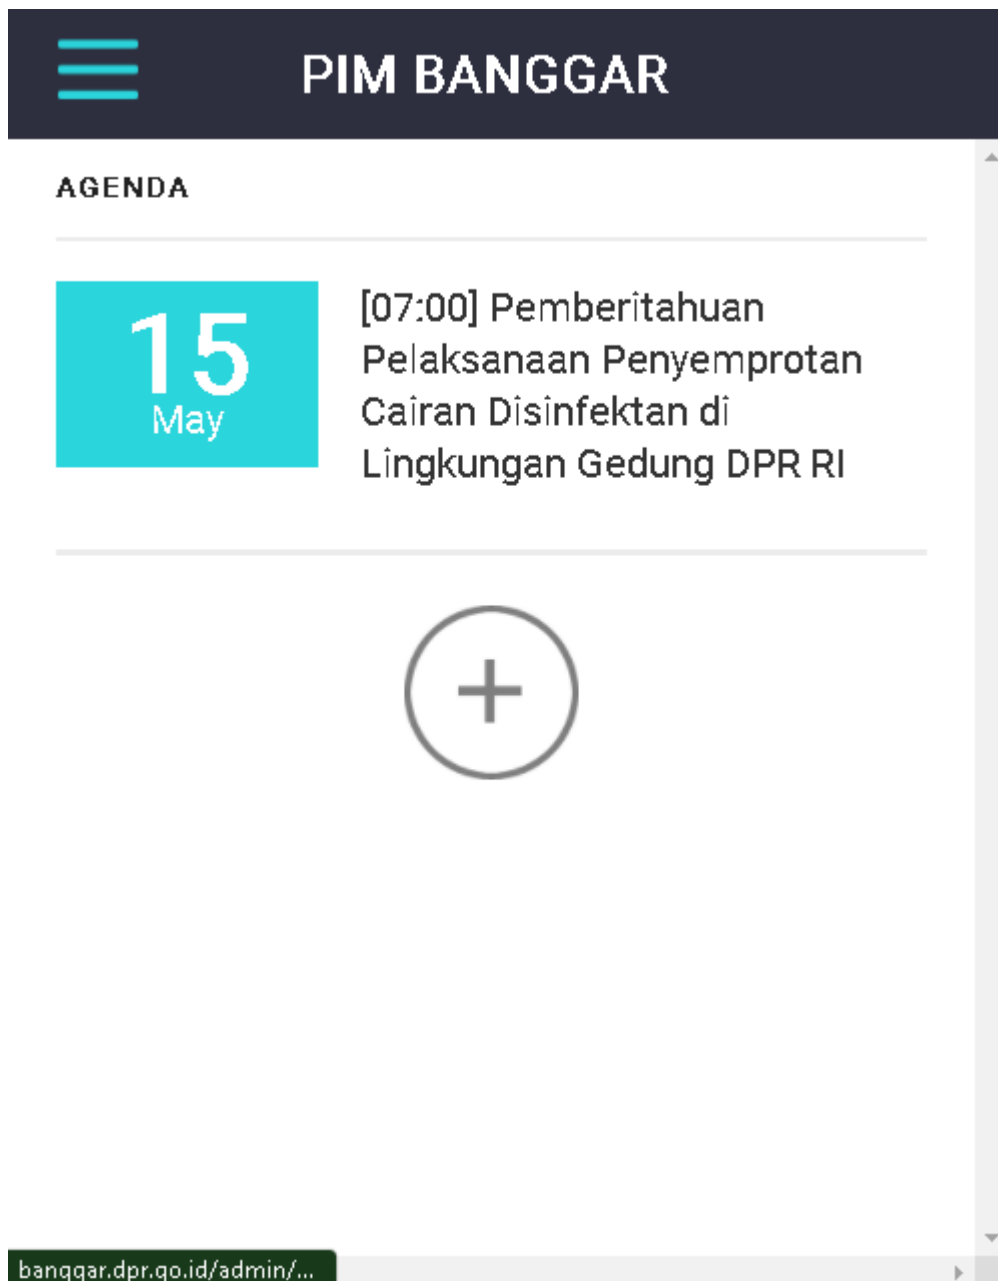 PIM BANGGAR
AGENDA
15
May
[07:00] Pemberitahuan
Pelaksanaan Penyemprotan
Cairan Disinfektan di
Lingkungan Gedung DPR RI
banggar.dpr.go.id/admin/...